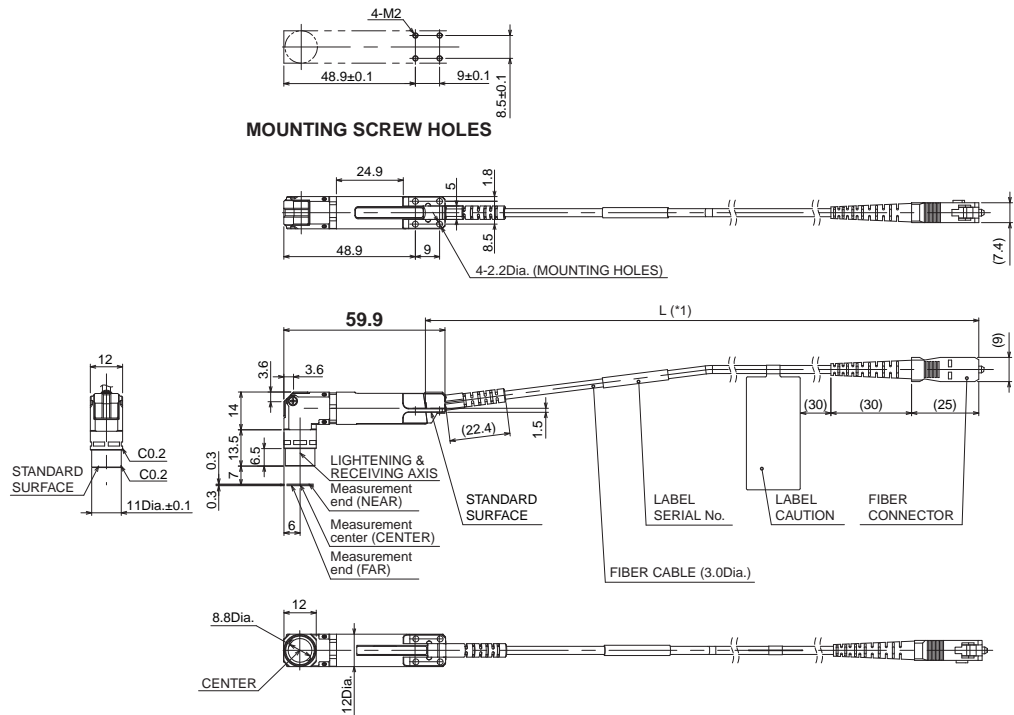 4-M2
48.9±0.1
9±0.1
8.5±0.1
MOUNTING SCREW HOLES
24.9
5
1.8
48.9
9
8.5
4-2.2Dia. (MOUNTING HOLES)
(7.4)
L (*1)
59.9
(9)
12
3.6
3.6
14
13.5
6.5
7
0.3
0.3
6
(22.4)
1.5
(30)
(30)
(25)
C0.2
C0.2
STANDARD
SURFACE
11Dia.±0.1
LIGHTENING &
RECEIVING AXIS
Measurement
end (NEAR)
Measurement
center (CENTER)
Measurement
end (FAR)
STANDARD
SURFACE
LABEL
SERIAL No.
LABEL
CAUTION
FIBER
CONNECTOR
FIBER CABLE (3.0Dia.)
12
8.8Dia.
CENTER
12Dia.